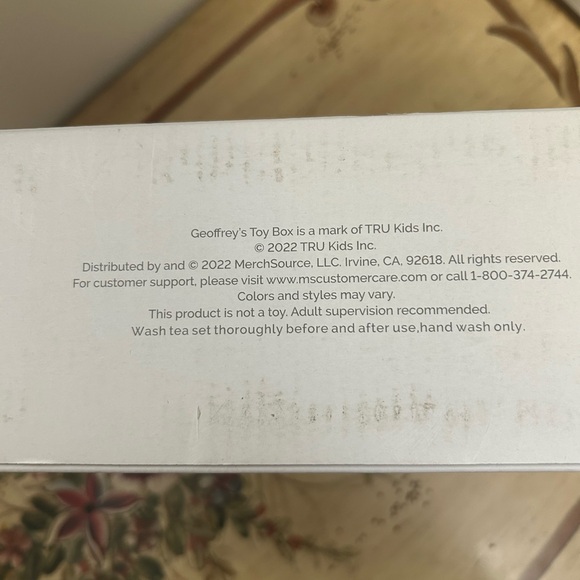 Geoffrey's Toy Box is a mark of TRU Kids Inc.
© 2022 TRU Kids Inc.
Distributed by and © 2022 MerchSource, LLC. Irvine, CA. 92618. All rights reserved.
For customer support, please visit www.mscustomercare.com or call 1-800-374-2744.
Colors and styles may vary.
This product is not a toy. Adult supervision recommended.
Wash tea set thoroughly before and after use,hand wash only.